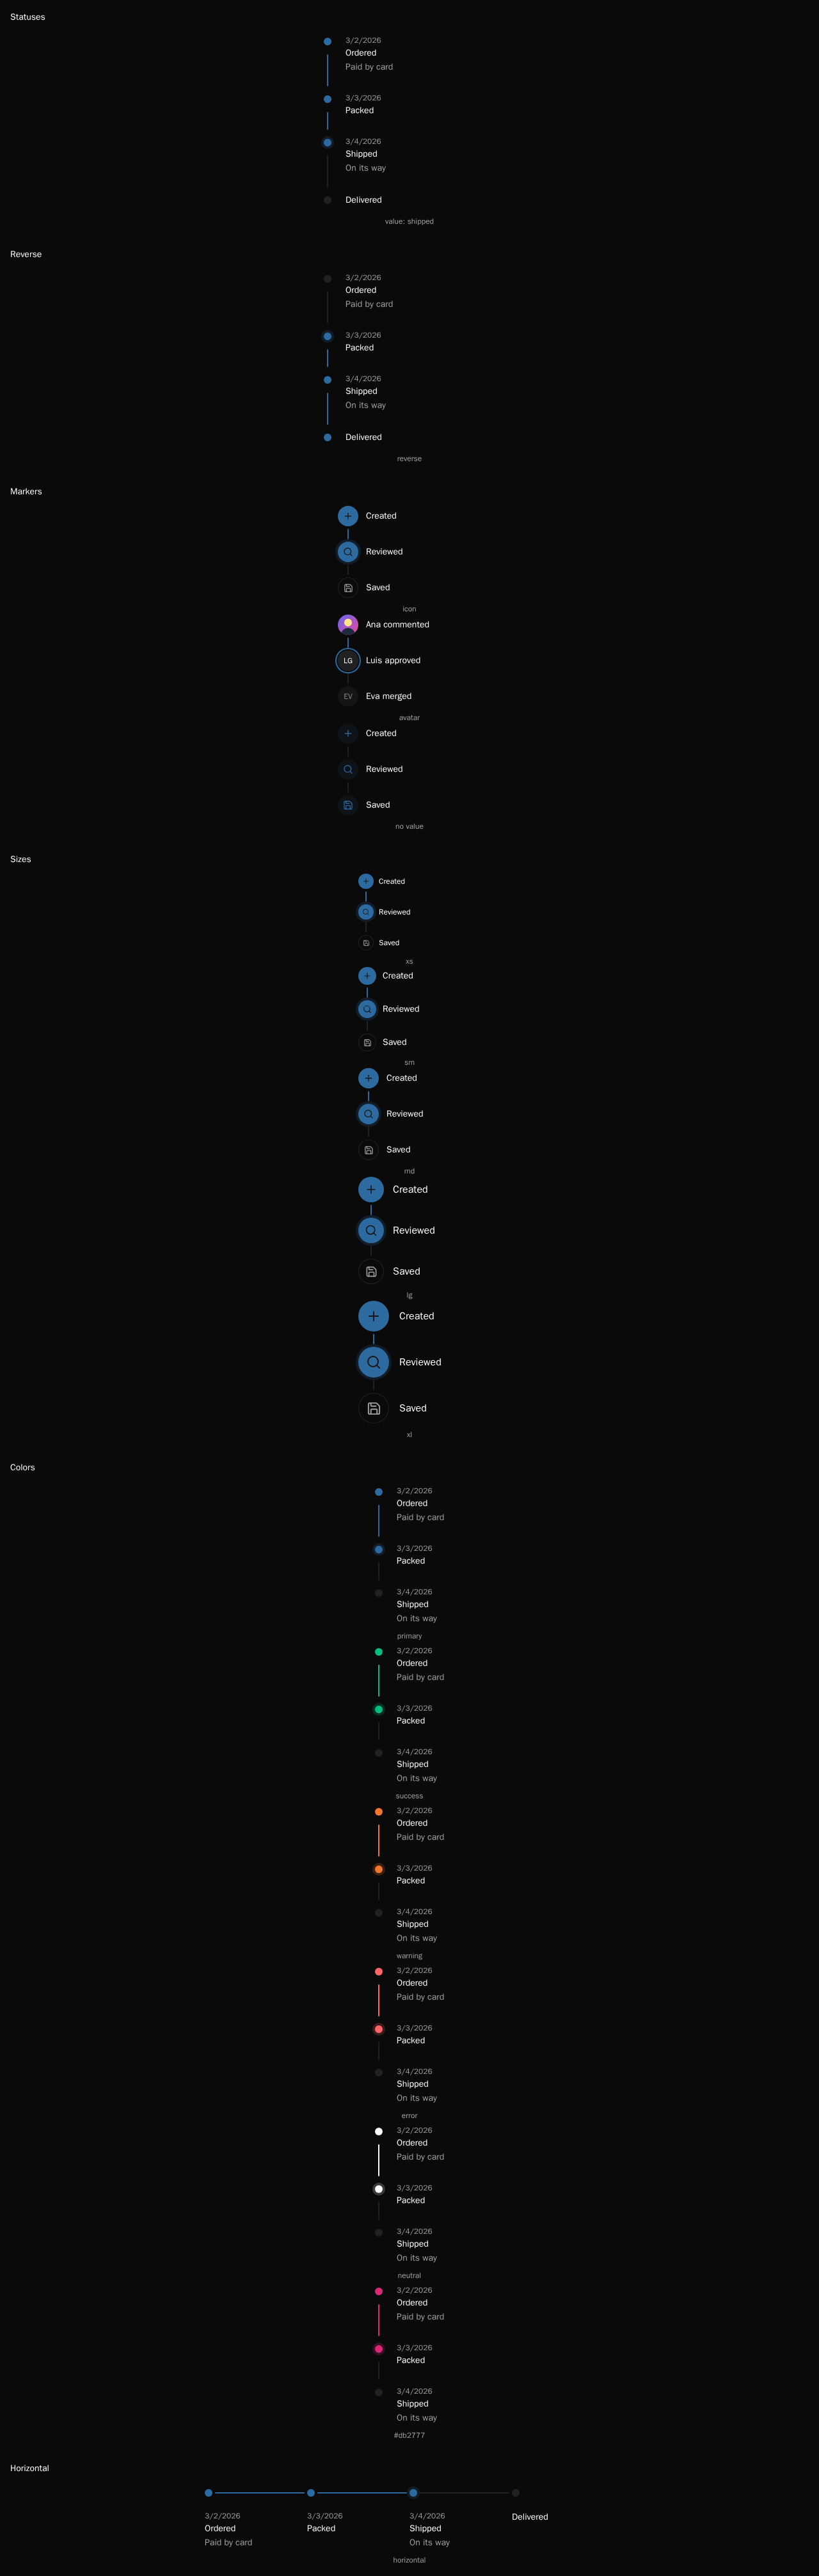 Statuses
3/2/2026
Ordered
Paid by card
3/3/2026
Packed
3/4/2026
Shipped
On its way
Delivered
value: shipped
Reverse
3/2/2026
Ordered
Paid by card
3/3/2026
Packed
3/4/2026
Shipped
On its way
Delivered
reverse
Markers
Created
Reviewed
Saved
icon
Ana commented
LG Luis approved
EV Eva merged
avatar
Created
Reviewed
Saved
no value
Sizes
Created
Reviewed
Saved
xs
Created
Reviewed
Saved
sm
Created
Reviewed
Saved
md
Created
Reviewed
Saved
lg
Created
Reviewed
Saved
xl
Colors
3/2/2026
Ordered
Paid by card
3/3/2026
Packed
3/4/2026
Shipped
On its way
primary
3/2/2026
Ordered
Paid by card
3/3/2026
Packed
3/4/2026
Shipped
On its way
success
3/2/2026
Ordered
Paid by card
3/3/2026
Packed
3/4/2026
Shipped
On its way
warning
3/2/2026
Ordered
Paid by card
3/3/2026
Packed
3/4/2026
Shipped
On its way
error
3/2/2026
Ordered
Paid by card
3/3/2026
Packed
3/4/2026
Shipped
On its way
neutral
3/2/2026
Ordered
Paid by card
3/3/2026
Packed
3/4/2026
Shipped
On its way
#db2777
Horizontal
3/2/2026
Ordered
Paid by card
3/3/2026
Packed
3/4/2026
Shipped
On its way
Delivered
horizontal